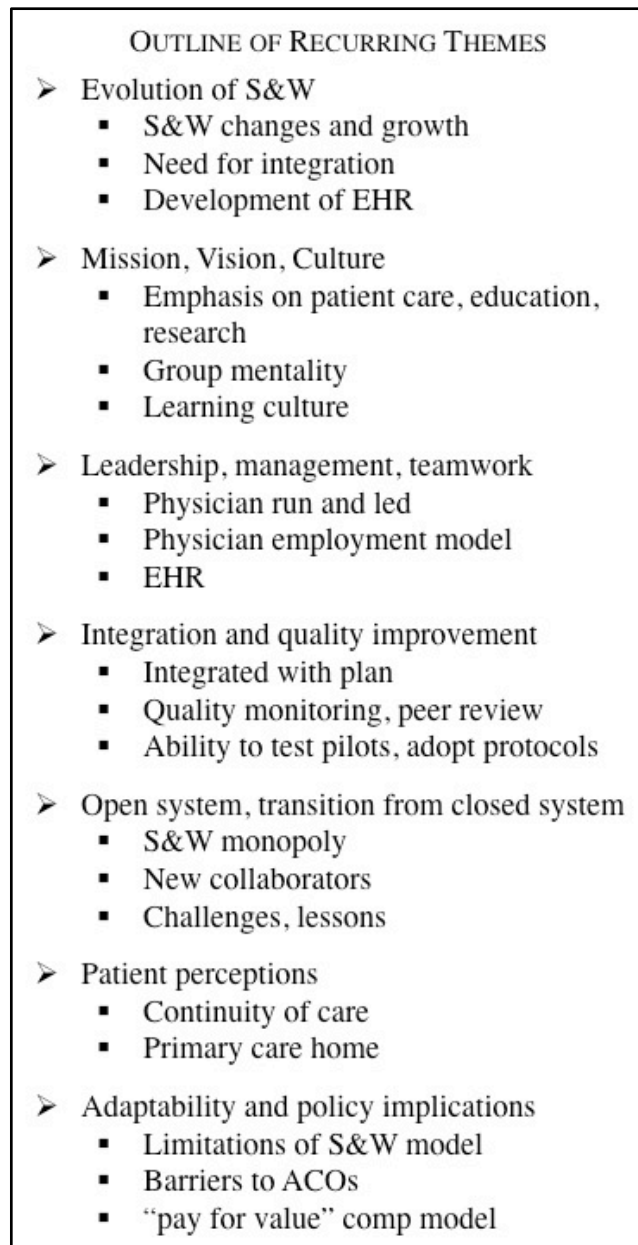 OUTLINE OF RECURRING THEMES
➢ Evolution of S&W
▪ S&W changes and growth
▪ Need for integration
▪ Development of EHR
➢ Mission, Vision, Culture
▪ Emphasis on patient care, education,
research
▪ Group mentality
▪ Learning culture
➢ Leadership, management, teamwork
▪ Physician run and led
▪ Physician employment model
▪ EHR
➢ Integration and quality improvement
▪ Integrated with plan
▪ Quality monitoring, peer review
▪ Ability to test pilots, adopt protocols
➢ Open system, transition from closed system
▪ S&W monopoly
▪ New collaborators
▪ Challenges, lessons
➢ Patient perceptions
▪ Continuity of care
▪ Primary care home
➢ Adaptability and policy implications
▪ Limitations of S&W model
▪ Barriers to ACOs
▪ “pay for value” comp model